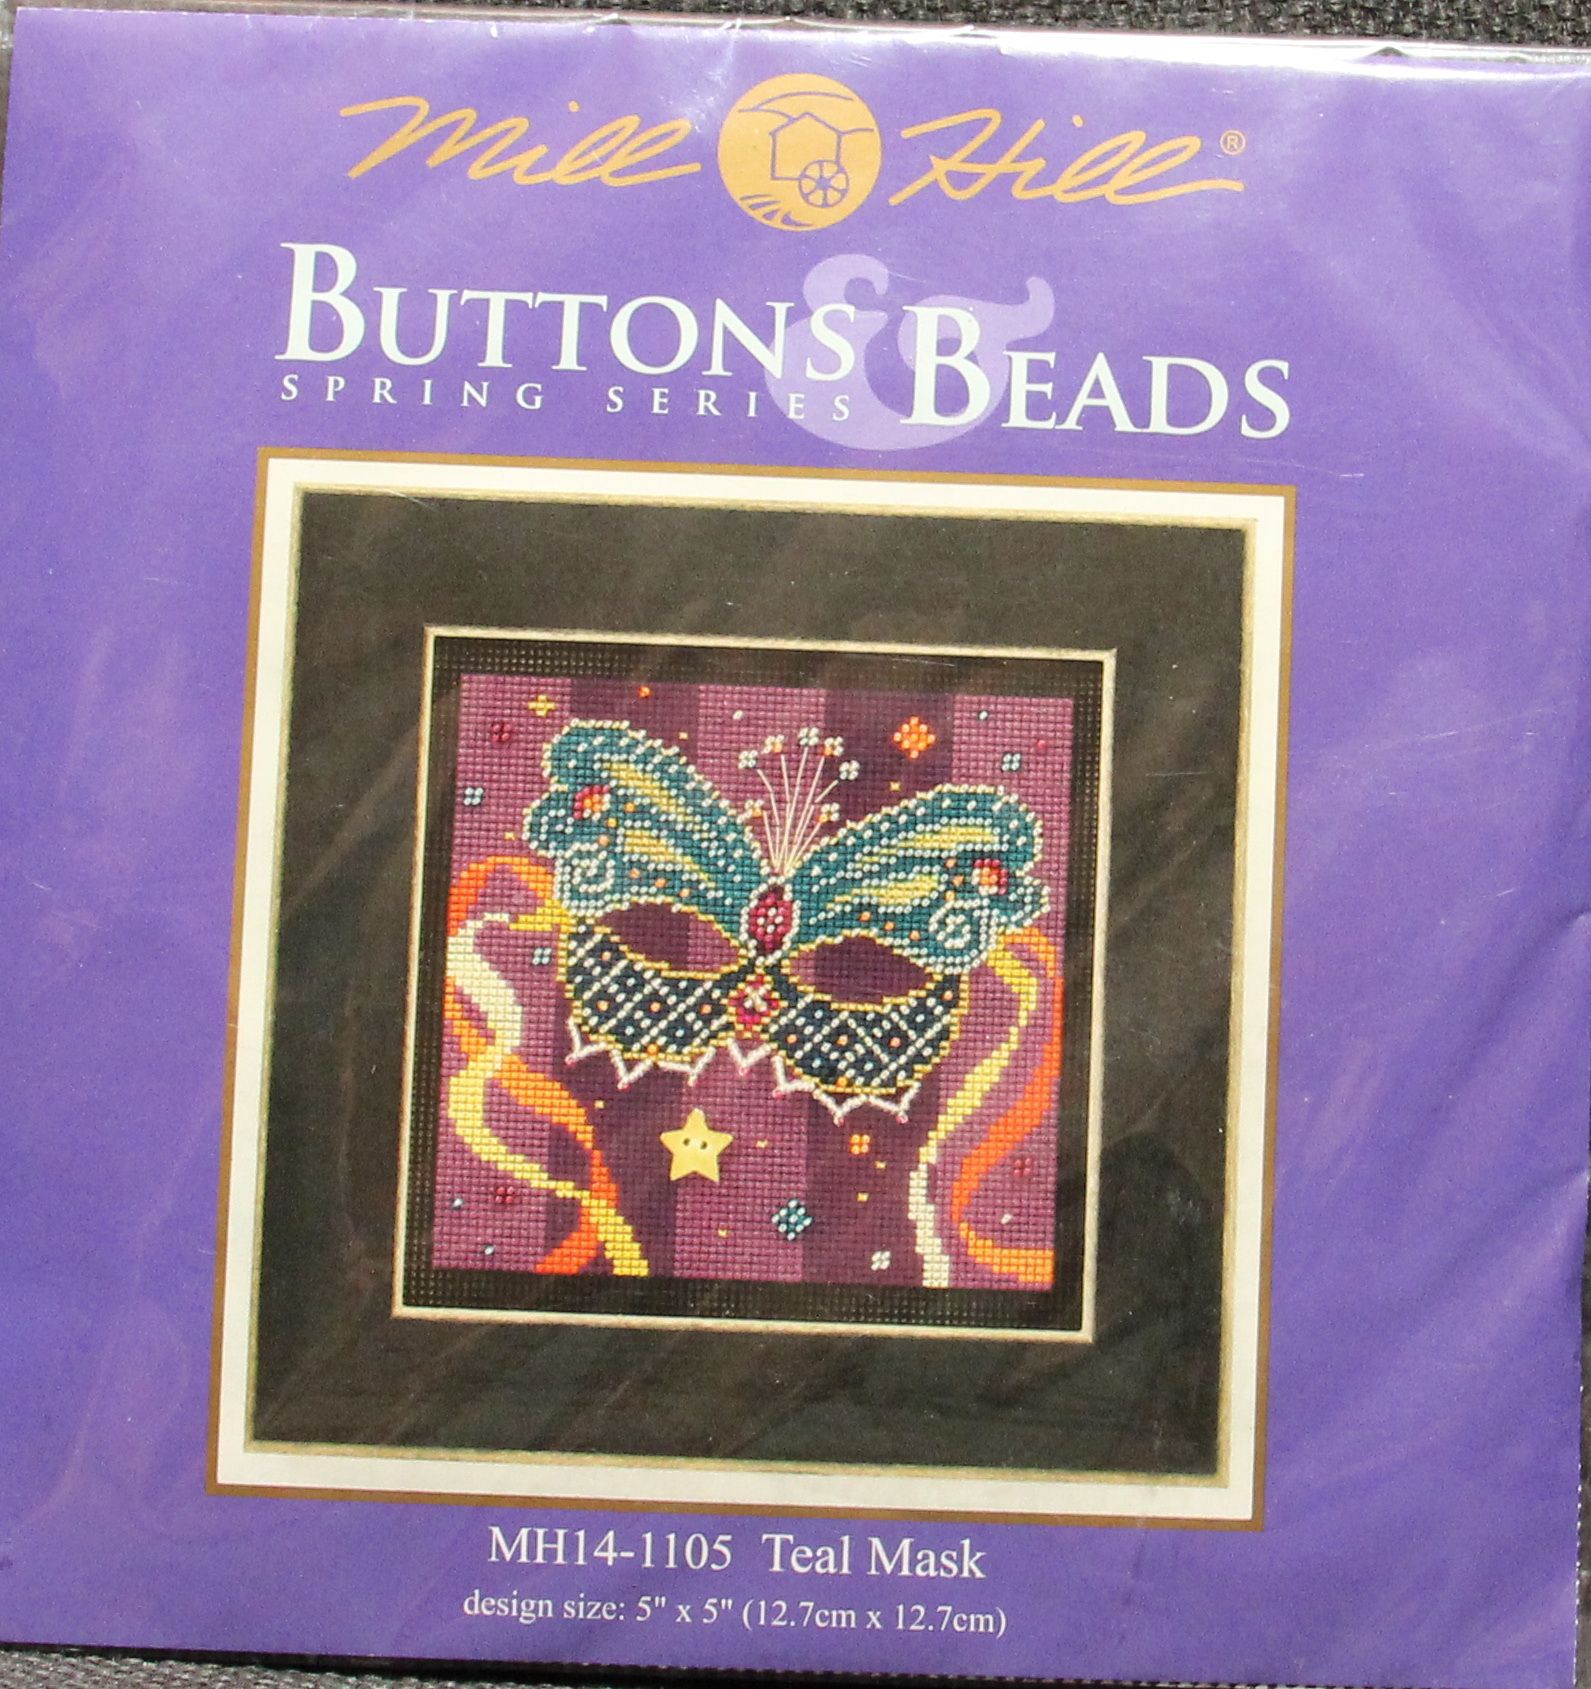 Mill Hill®
BUTTONS & BEADS
SPRING SERIES
MH14-1105 Teal Mask
design size: 5" x 5" (12.7cm x 12.7cm)